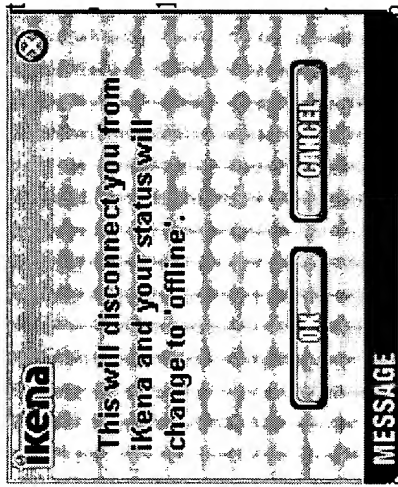 iKena
This will disconnect you from
iKena and your status will
change to 'offline'.
OK
CANCEL
MESSAGE